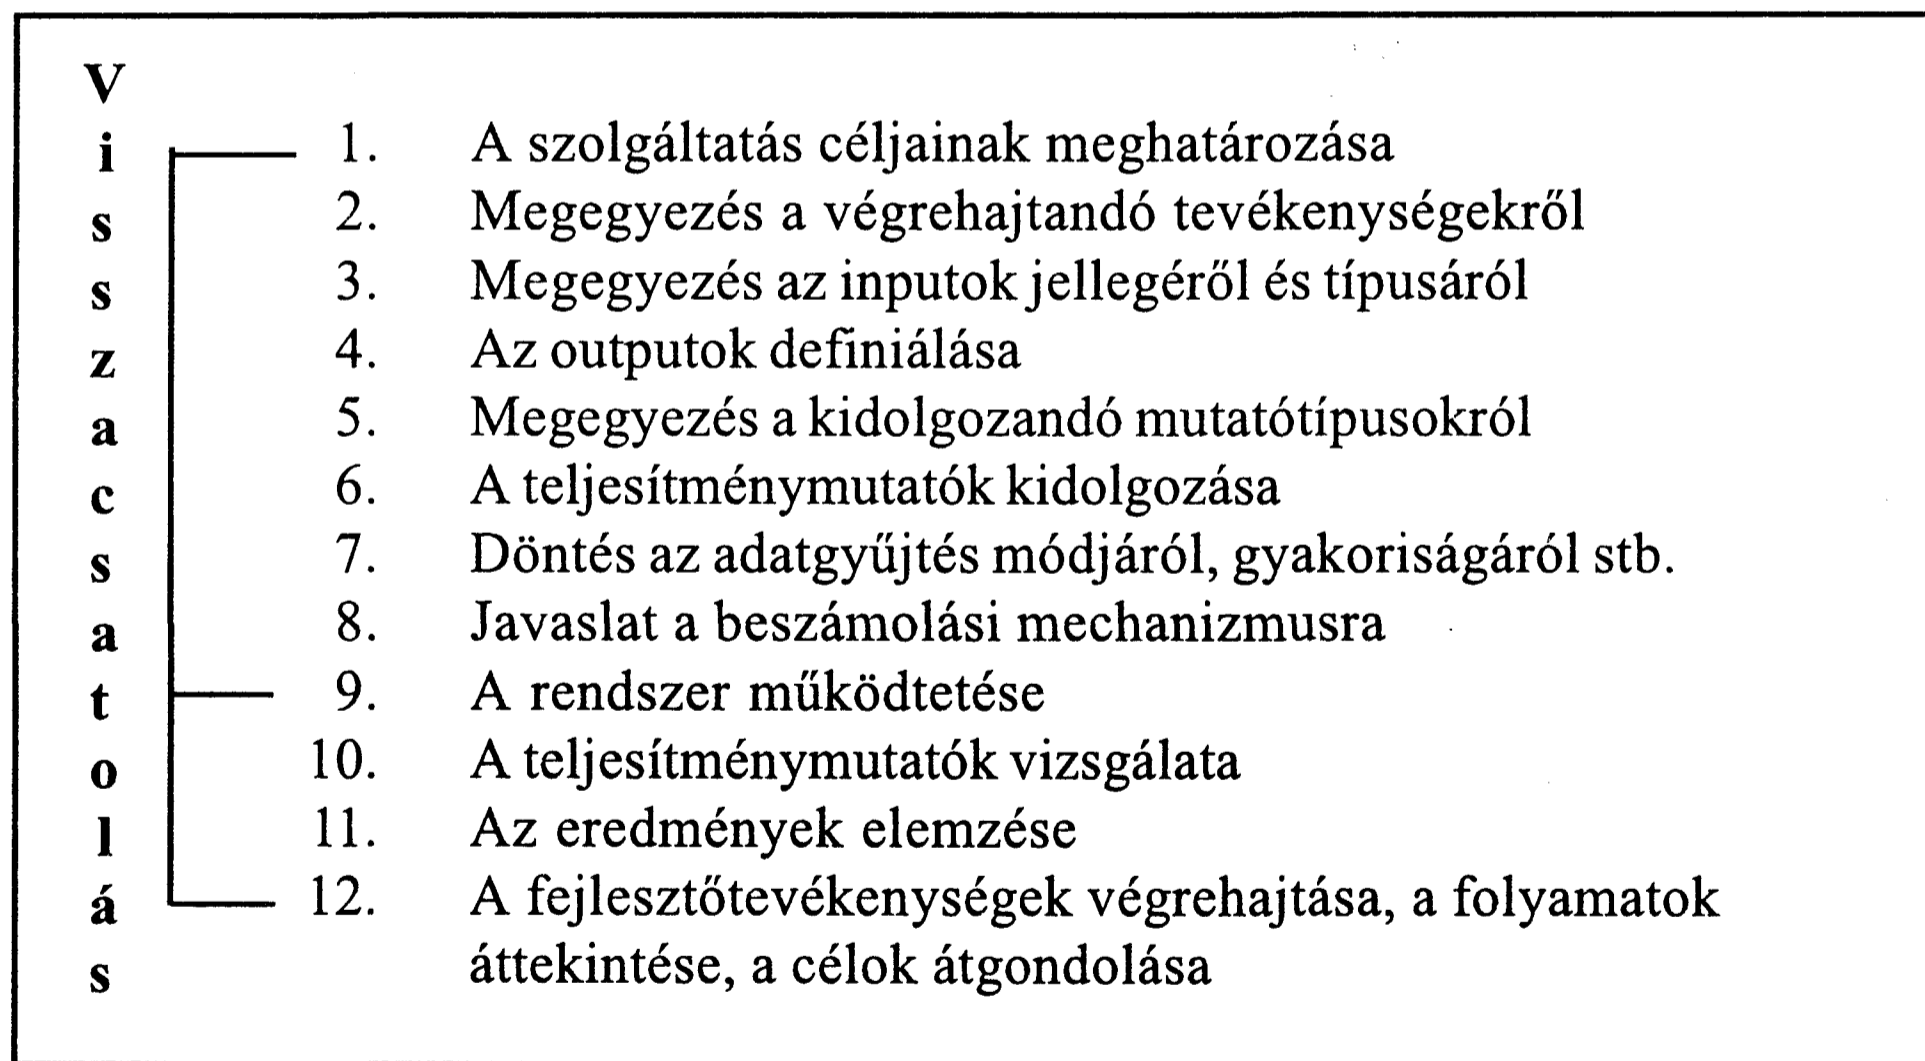 Visszacsatolás
1. A szolgáltatás céljainak meghatározása
2. Megegyezés a végrehajtandó tevékenységekről
3. Megegyezés az inputok jellegéről és típusáról
4. Az outputok definiálása
5. Megegyezés a kidolgozandó mutatótípusokról
6. A teljesítménymutatók kidolgozása
7. Döntés az adatgyűjtés módjáról, gyakoriságáról stb.
8. Javaslat a beszámolási mechanizmusra
9. A rendszer működtetése
10. A teljesítménymutatók vizsgálata
11. Az eredmények elemzése
12. A fejlesztőtevékenységek végrehajtása, a folyamatok
áttekintése, a célok átgondolása